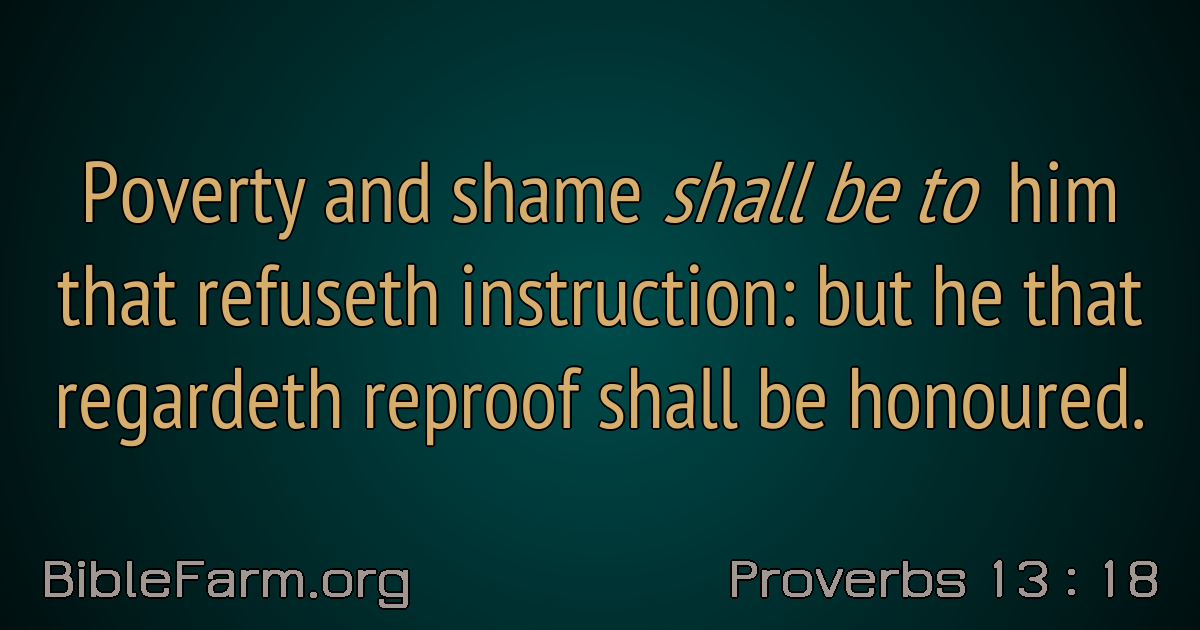 Poverty and shame shall be to him
that refuseth instruction: but he that
regardeth reproof shall be honoured.
BibleFarm.org
Proverbs 13 : 18